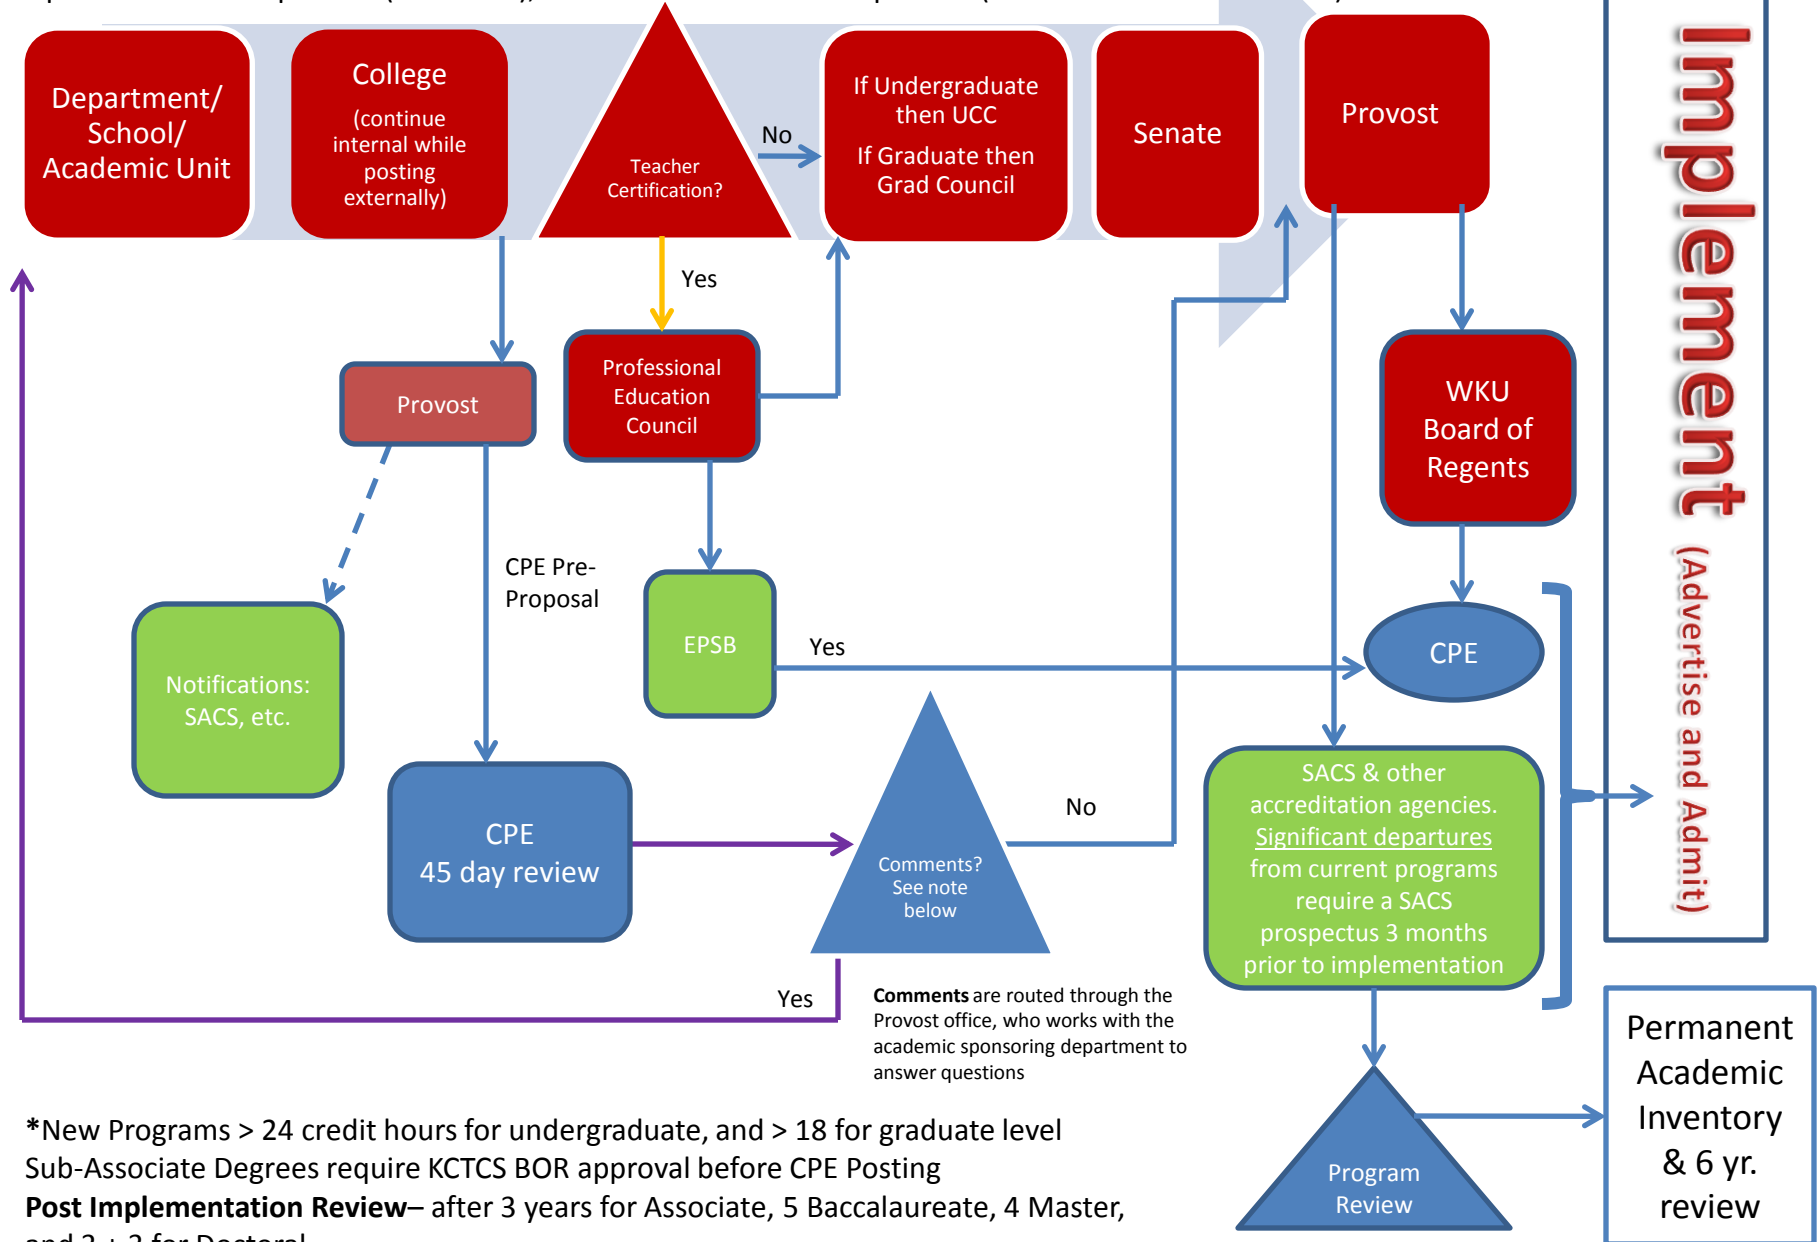 Department/
School/
Academic Unit
College
(continue
internal while
posting
externally)
Teacher
Certification?
No
If Undergraduate
then UCC
If Graduate then
Grad Council
Senate
Provost
Implement (Advertise and Admit)
Yes
Provost
Professional
Education
Council
WKU
Board of
Regents
CPE Pre-
Proposal
EPSB
Yes
CPE
Notifications:
SACS, etc.
CPE
45 day review
Comments?
See note
below
No
SACS & other
accreditation agencies.
Significant departures
from current programs
require a SACS
prospectus 3 months
prior to implementation
Yes
Comments are routed through the
Provost office, who works with the
academic sponsoring department to
answer questions
Permanent
Academic
Inventory
& 6 yr.
review
Program
Review
*New Programs > 24 credit hours for undergraduate, and > 18 for graduate level
Sub-Associate Degrees require KCTCS BOR approval before CPE Posting
Post Implementation Review– after 3 years for Associate, 5 Baccalaureate, 4 Master,